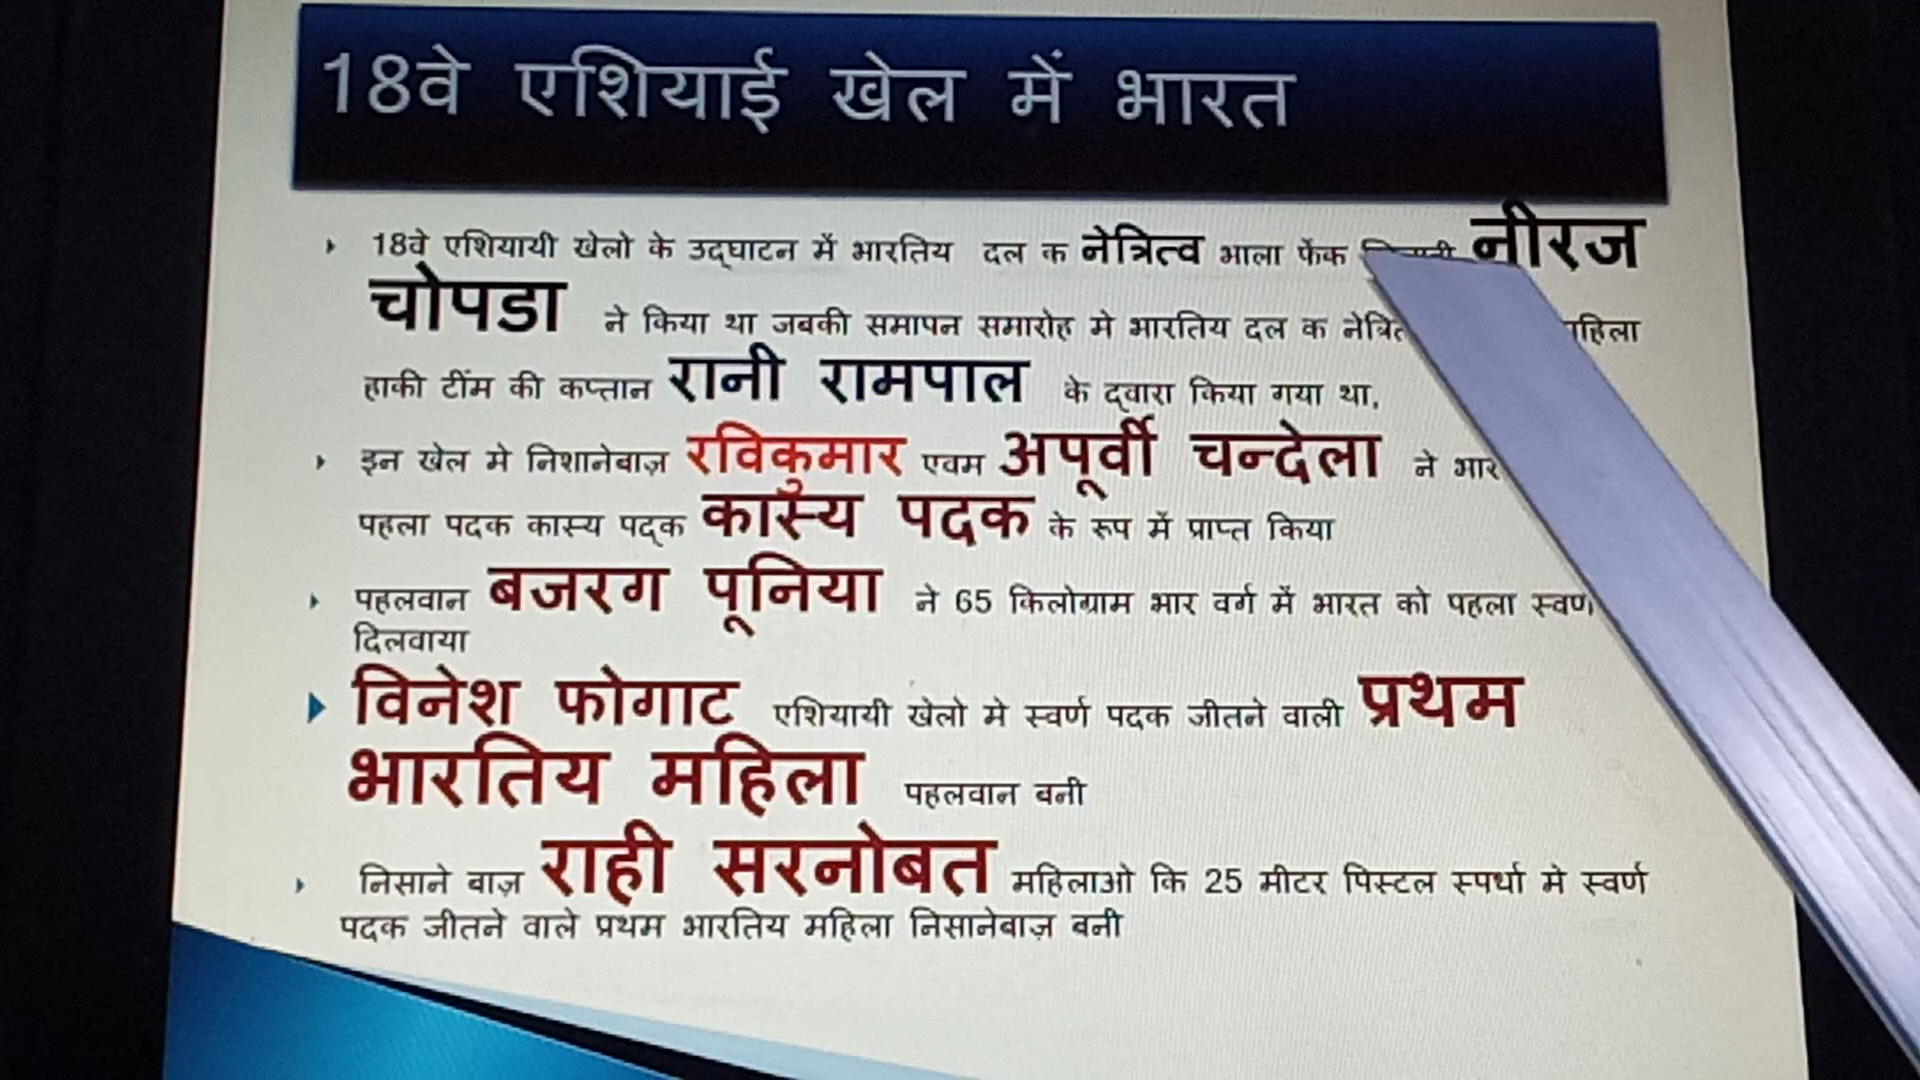 18वे एशियाई खेल में भारत
18वे एशियायी खेलो के उद्घाटन में भारतिय दल क नेत्रित्व भाला फेंक नीरज
चोपडा ने किया था जबकी समापन समारोह मे भारतिय दल क
हाकी टींम की कप्तान रानी रामपाल के द्वारा किया गया था,
इन खेल मे निशानेबाज़ रविकुमार एवम अपूर्वी चन्देला ने
पहला पदक कास्य पद्क कास्य पदक के रूप में प्राप्त किया
पहलवान बजरग पूनिया ने 65 किलोग्राम भार वर्ग में भारत को पहला
दिलवाया
विनेश फोगाट एशियायी खेलो मे स्वर्ण पदक जीतने वाली प्रथम
भारतिय महिला पहलवान बनी
निसाने बाज़ राही सरनोबत महिलाओ कि 25 मीटर पिस्टल स्पर्धा मे स्वर्ण
पदक जीतने वाले प्रथम भारतिय महिला निसानेबाज़ बनी